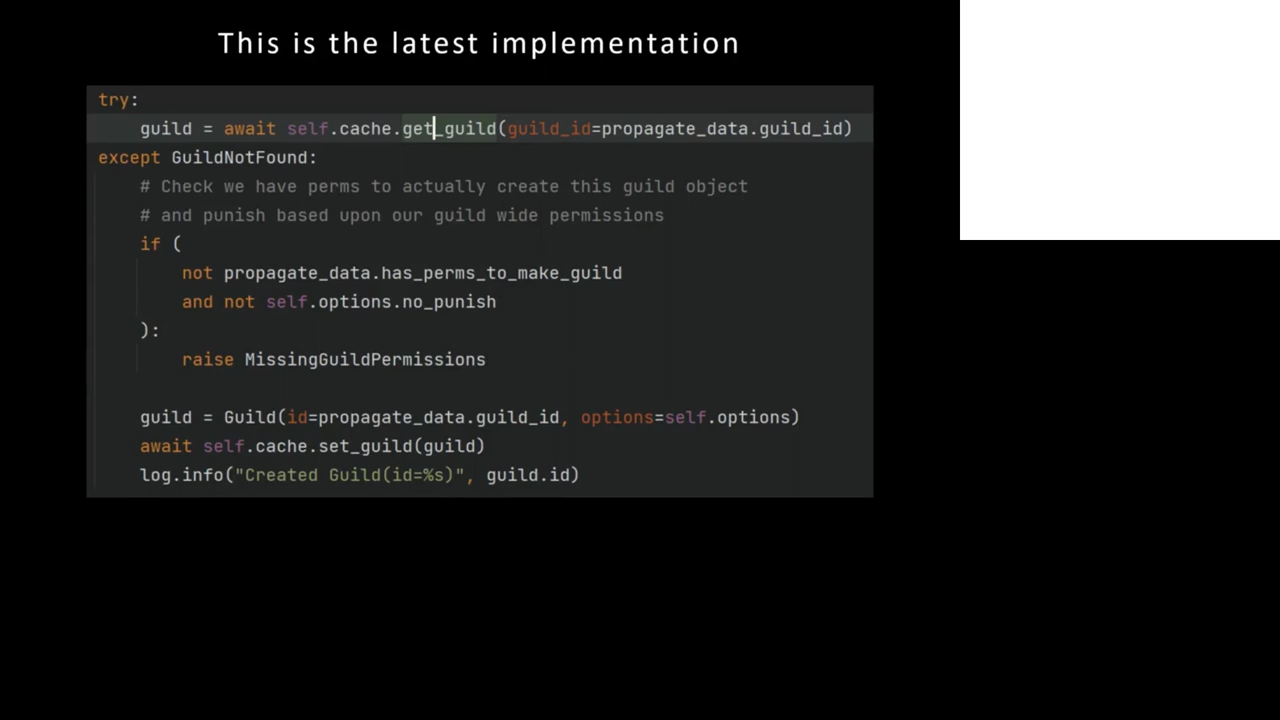 This is the latest implementation
try:
    guild = await self.cache.get_guild(guild_id=propagate_data.guild_id)
except GuildNotFound:
    # Check we have perms to actually create this guild object
    # and punish based upon our guild wide permissions
    if (
        not propagate_data.has_perms_to_make_guild
        and not self.options.no_punish
    ):
        raise MissingGuildPermissions

    guild = Guild(id=propagate_data.guild_id, options=self.options)
    await self.cache.set_guild(guild)
    log.info("Created Guild(id=%s)", guild.id)